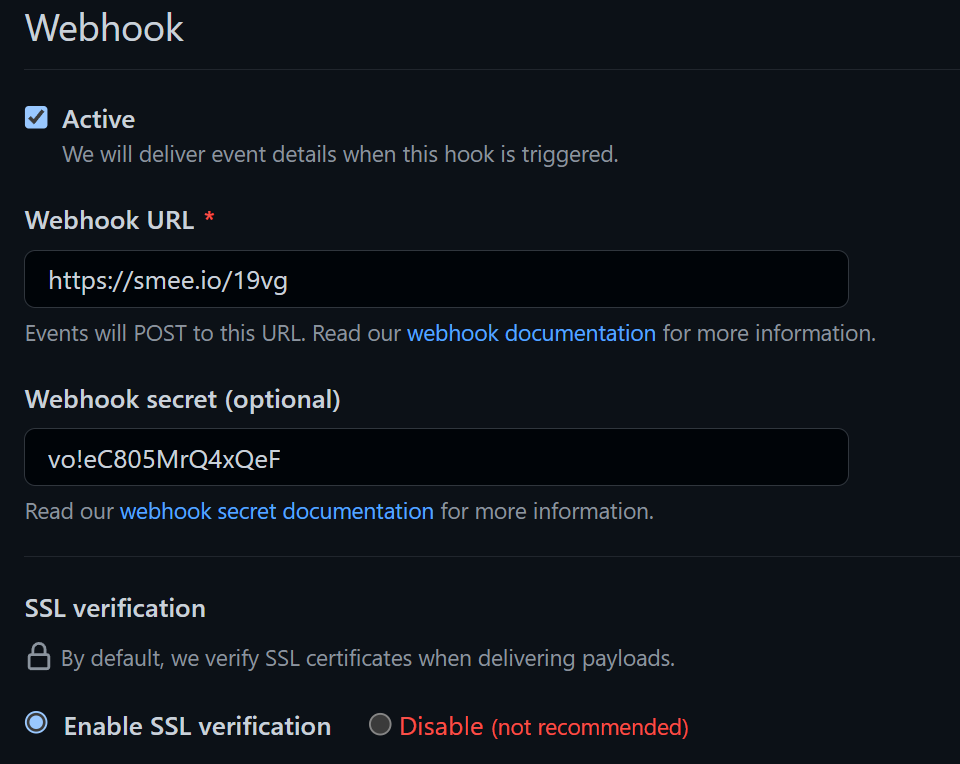 Webhook
Active
We will deliver event details when this hook is triggered.
Webhook URL *
https://smee.io/19vg
Events will POST to this URL. Read our webhook documentation for more information.
Webhook secret (optional)
vo!eC805MrQ4xQeF
Read our webhook secret documentation for more information.
SSL verification
By default, we verify SSL certificates when delivering payloads.
Enable SSL verification Disable (not recommended)